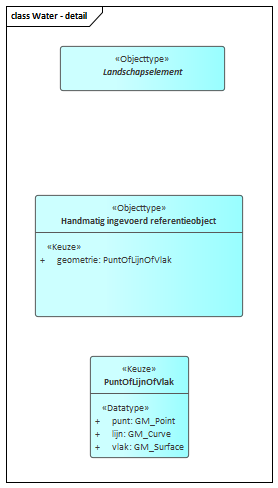 class Water - detail
«Objecttype»
Landschapselement
«Objecttype»
Handmatig ingevoerd referentieobject
«Keuze»
+ geometrie: PuntOfLijnOfVlak
«Keuze»
PuntOfLijnOfVlak
«Datatype»
+ punt: GM_Point
+ lijn: GM_Curve
+ vlak: GM_Surface